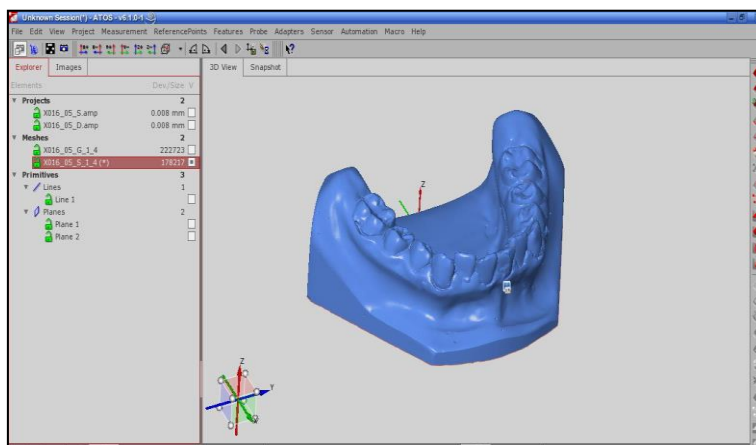 Unknown Session(*) - ATOS - v6.1.0-1
File Edit View Project Measurement ReferencePoints Features Probe Adapters Sensor Automation Macro Help
Explorer Images
3D View Snapshot
Elements Dev/Size V
Projects 2
X016_05_S.amp 0.008 mm
X016_05_D.amp 0.008 mm
Meshes 2
X016_05_G_1_4 222723
X016_05_S_1_4 (*) 178217
Primitives 3
Lines 1
Line 1
Planes 2
Plane 1
Plane 2
Z
Z
Y